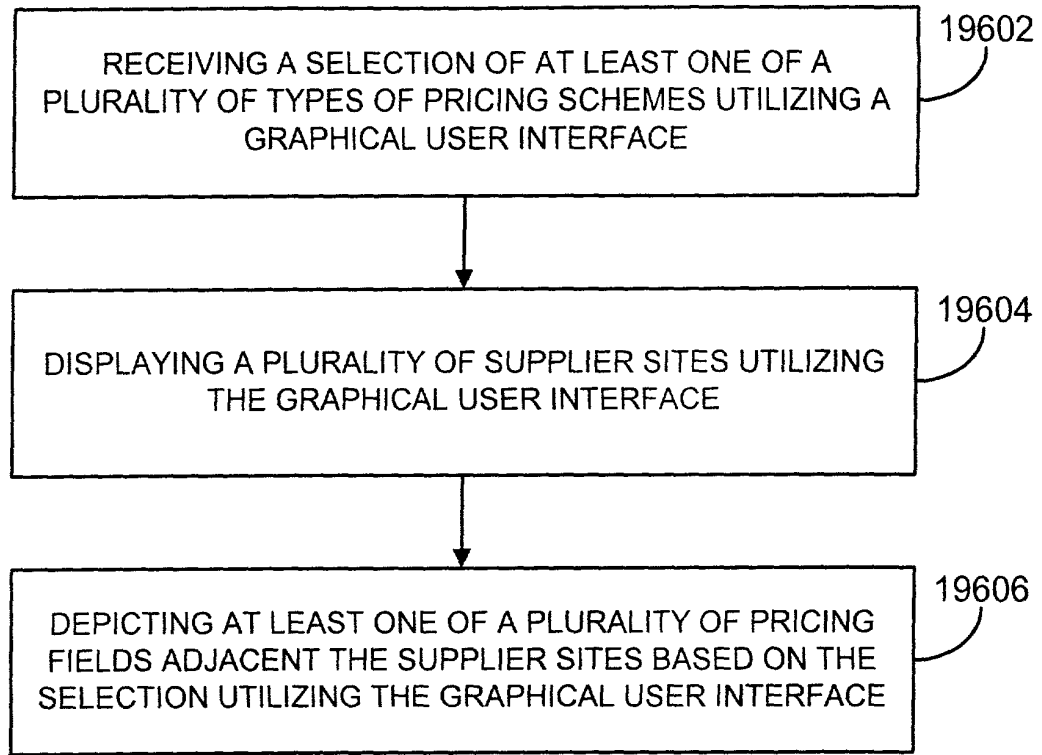 19602
RECEIVING A SELECTION OF AT LEAST ONE OF A
PLURALITY OF TYPES OF PRICING SCHEMES UTILIZING A
GRAPHICAL USER INTERFACE
19604
DISPLAYING A PLURALITY OF SUPPLIER SITES UTILIZING
THE GRAPHICAL USER INTERFACE
19606
DEPICTING AT LEAST ONE OF A PLURALITY OF PRICING
FIELDS ADJACENT THE SUPPLIER SITES BASED ON THE
SELECTION UTILIZING THE GRAPHICAL USER INTERFACE